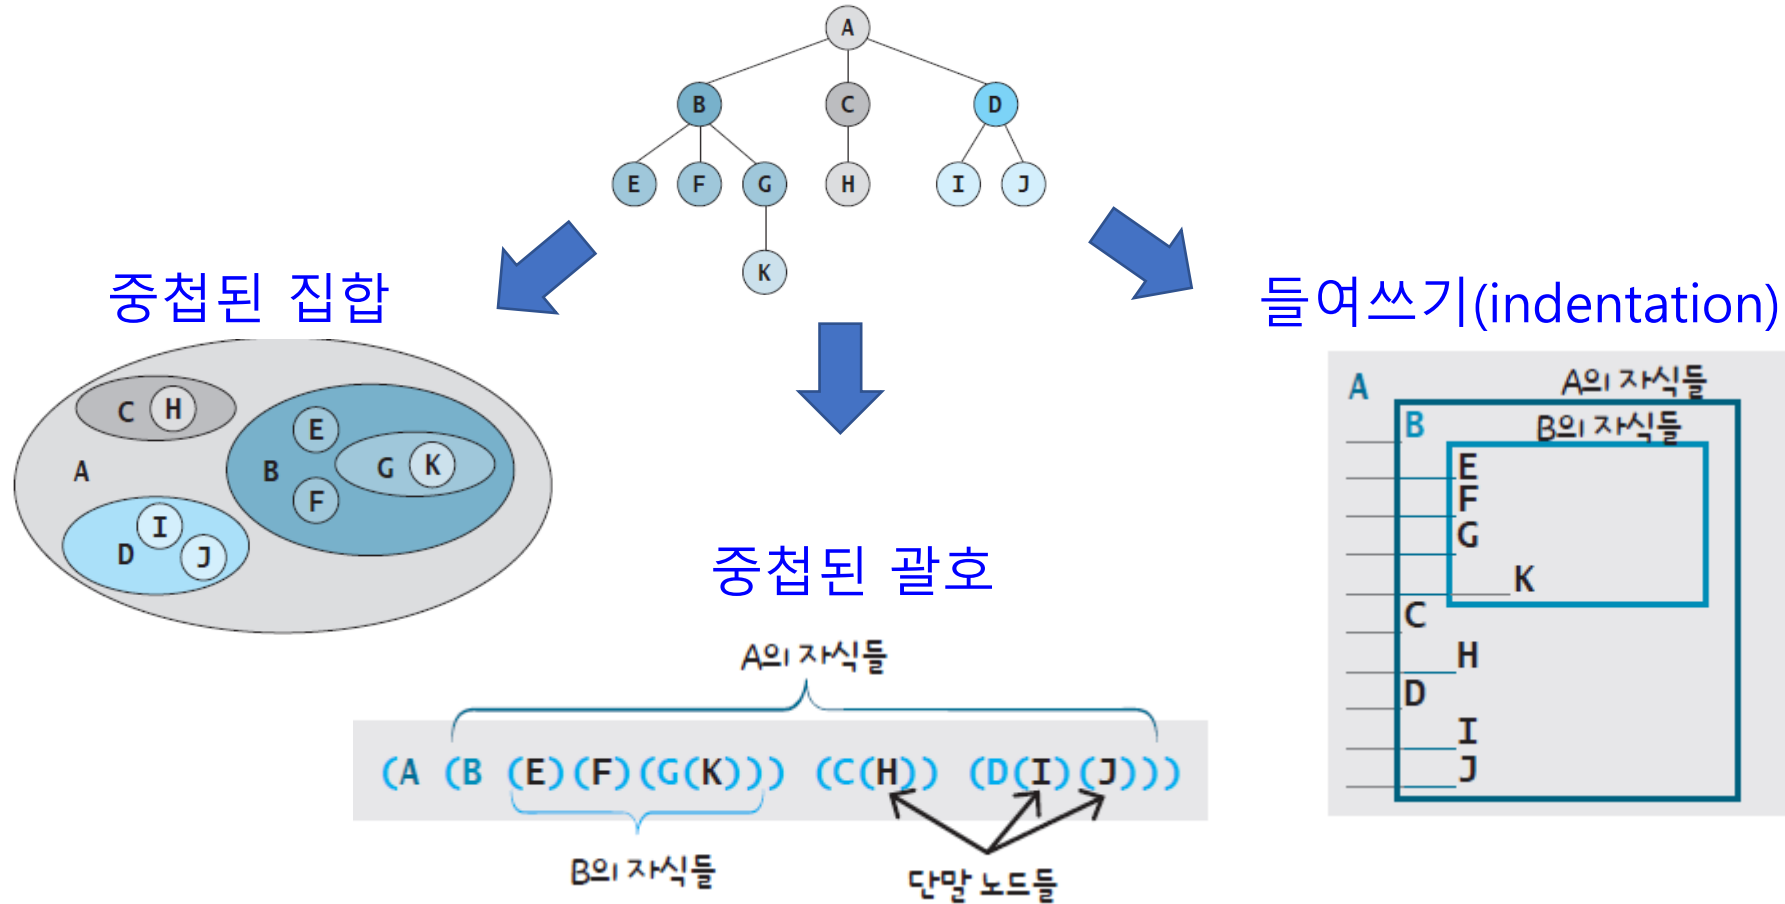 A
B C D
E F G H I J
K
중첩된 집합
C H
E
A B G K
F
I
D J
중첩된 괄호
A의 자식들
(A (B (E)(F)(G(K))) (C(H)) (D(I)(J)))
B의 자식들
단말 노드들
들여쓰기(indentation)
A의 자식들
A
B의 자식들
B
E
F
G
K
C
H
D
I
J